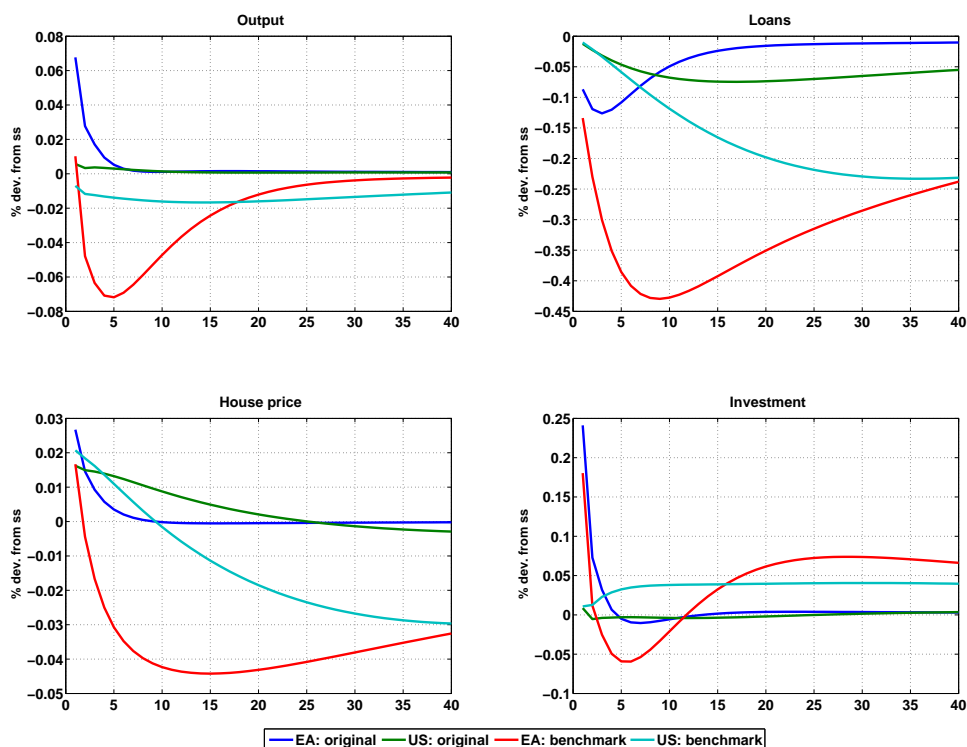 Output
Loans
% dev. from ss
0.08
0.06
0.04
0.02
0
−0.02
−0.04
−0.06
−0.08
0 5 10 15 20 25 30 35 40
% dev. from ss
0
−0.05
−0.1
−0.15
−0.2
−0.25
−0.3
−0.35
−0.4
−0.45
0 5 10 15 20 25 30 35 40
House price
Investment
% dev. from ss
0.03
0.02
0.01
0
−0.01
−0.02
−0.03
−0.04
−0.05
0 5 10 15 20 25 30 35 40
% dev. from ss
0.25
0.2
0.15
0.1
0.05
0
−0.05
−0.1
0 5 10 15 20 25 30 35 40
EA: original US: original EA: benchmark US: benchmark